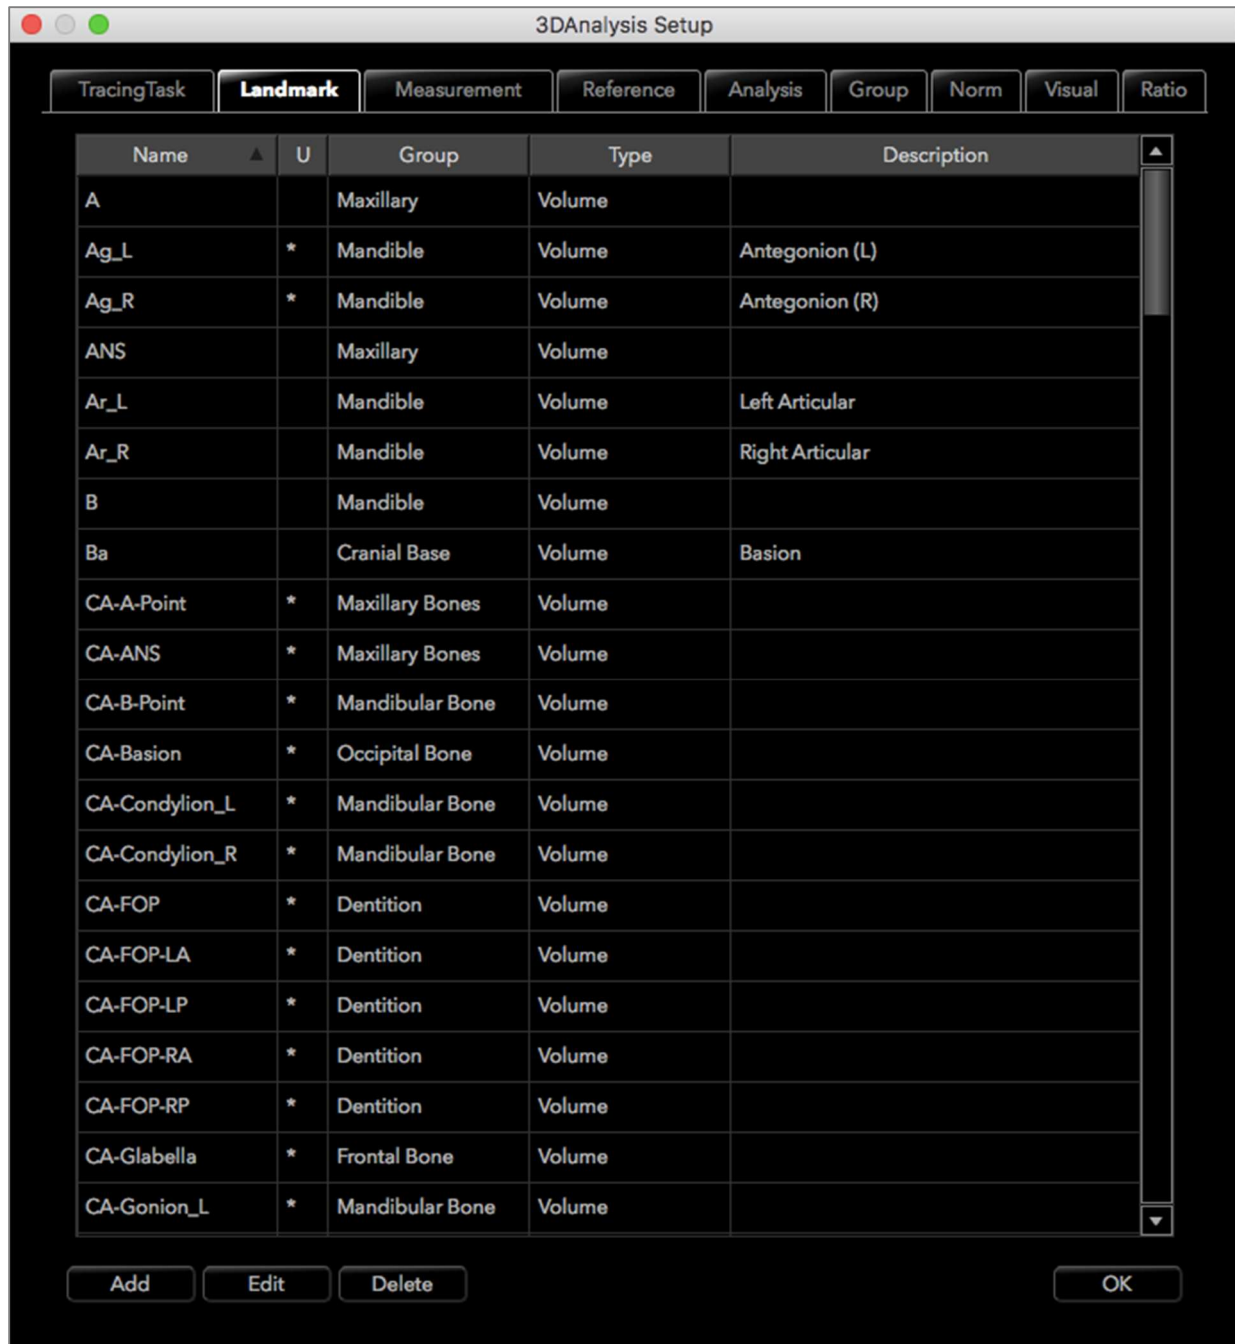 3DAnalysis Setup
TracingTask Landmark Measurement Reference Analysis Group Norm Visual Ratio
Name U Group Type Description
A Maxillary Volume
Ag_L * Mandible Volume Antegonion (L)
Ag_R * Mandible Volume Antegonion (R)
ANS Maxillary Volume
Ar_L Mandible Volume Left Articular
Ar_R Mandible Volume Right Articular
B Mandible Volume
Ba Cranial Base Volume Basion
CA-A-Point * Maxillary Bones Volume
CA-ANS * Maxillary Bones Volume
CA-B-Point * Mandibular Bone Volume
CA-Basion * Occipital Bone Volume
CA-Condylion_L * Mandibular Bone Volume
CA-Condylion_R * Mandibular Bone Volume
CA-FOP * Dentition Volume
CA-FOP-LA * Dentition Volume
CA-FOP-LP * Dentition Volume
CA-FOP-RA * Dentition Volume
CA-FOP-RP * Dentition Volume
CA-Glabella * Frontal Bone Volume
CA-Gonion_L * Mandibular Bone Volume
Add Edit Delete OK